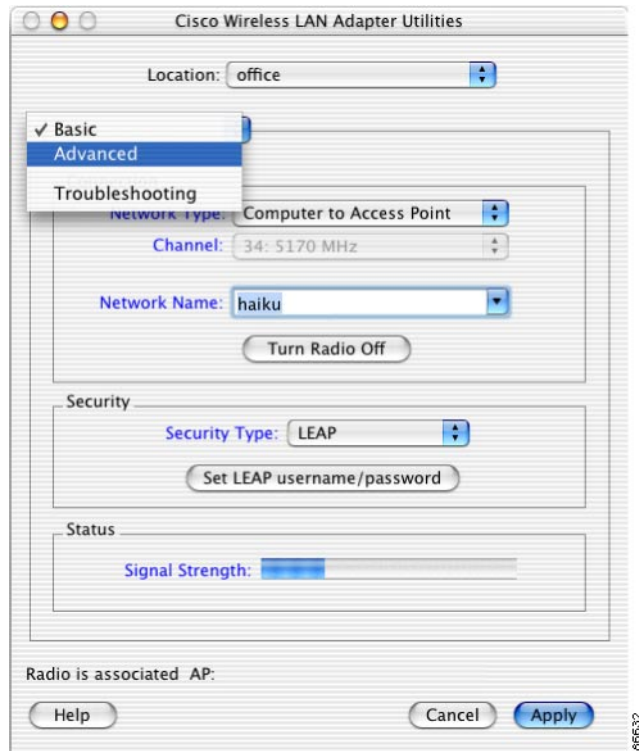 Cisco Wireless LAN Adapter Utilities
Location: office
✓ Basic
Advanced
Troubleshooting
Network Type: Computer to Access Point
Channel: 34: 5170 MHz
Network Name: haiku
Turn Radio Off
Security
Security Type: LEAP
Set LEAP username/password
Status
Signal Strength:
Radio is associated AP:
Help
Cancel
Apply